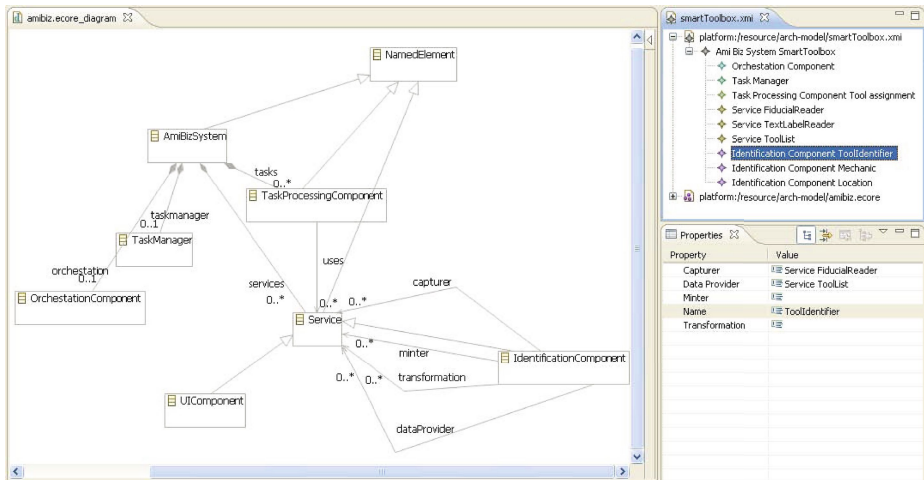 amibiz.ecore_diagram
NamedElement
AmiBizSystem
tasks
0..*
TaskProcessingComponent
taskmanager
0..1
TaskManager
uses
orchestation
0..1
services
capturer
OrchestationComponent
0..*
0..*
0..*
Service
0..*
minter
IdentificationComponent
0..*
0..*
transformation
UIComponent
dataProvider
smartToolbox.xmi
platform:/resource/arch-model/smartToolbox.xmi
Ami Biz System SmartToolbox
Orchestation Component
Task Manager
Task Processing Component Tool assignment
Service FiducialReader
Service TextLabelReader
Service ToolList
Identification Component ToolIdentifier
Identification Component Mechanic
Identification Component Location
platform:/resource/arch-model/amibiz.ecore
Properties
Property Value
Capturer Service FiducialReader
Data Provider Service ToolList
Minter
Name ToolIdentifier
Transformation